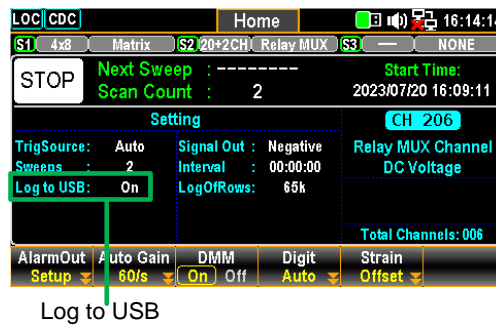 LOC CDC Home 16:14:1
S1 4x8 Matrix S2 20+2CH Relay MUX S3 — NONE
STOP Next Sweep : -------- Start Time:
Scan Count : 2 2023/07/20 16:09:11
Setting CH 206
TrigSource: Auto Signal Out : Negative Relay MUX Channel
Sweeps : 2 Interval : 00:00:00 DC Voltage
Log to USB: On LogOfRows: 65k
Total Channels: 006
AlarmOut Auto Gain DMM Digit Strain
Setup 60/s On Off Auto Offset
Log to USB